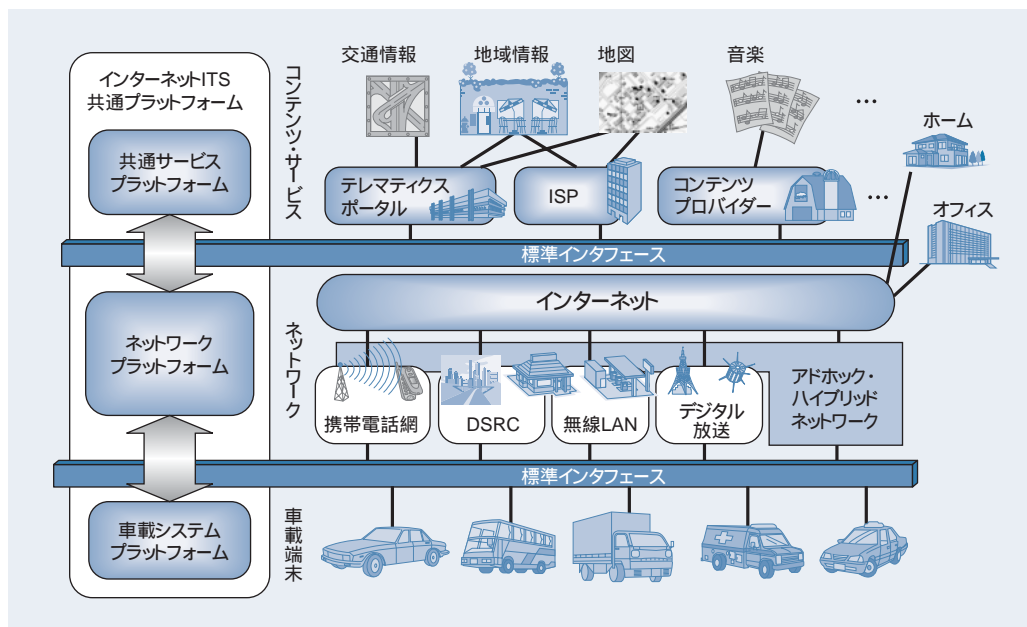 インターネットITS
共通プラットフォーム
共通サービス
プラットフォーム
ネットワーク
プラットフォーム
車載システム
プラットフォーム
コンテンツ・サービス
交通情報
地域情報
地図
音楽
…
テレマティクス
ポータル
ISP
コンテンツ
プロバイダー
…
ホーム
オフィス
標準インタフェース
ネットワーク
インターネット
携帯電話網
DSRC
無線LAN
デジタル
放送
アドホック・
ハイブリッド
ネットワーク
標準インタフェース
車載端末